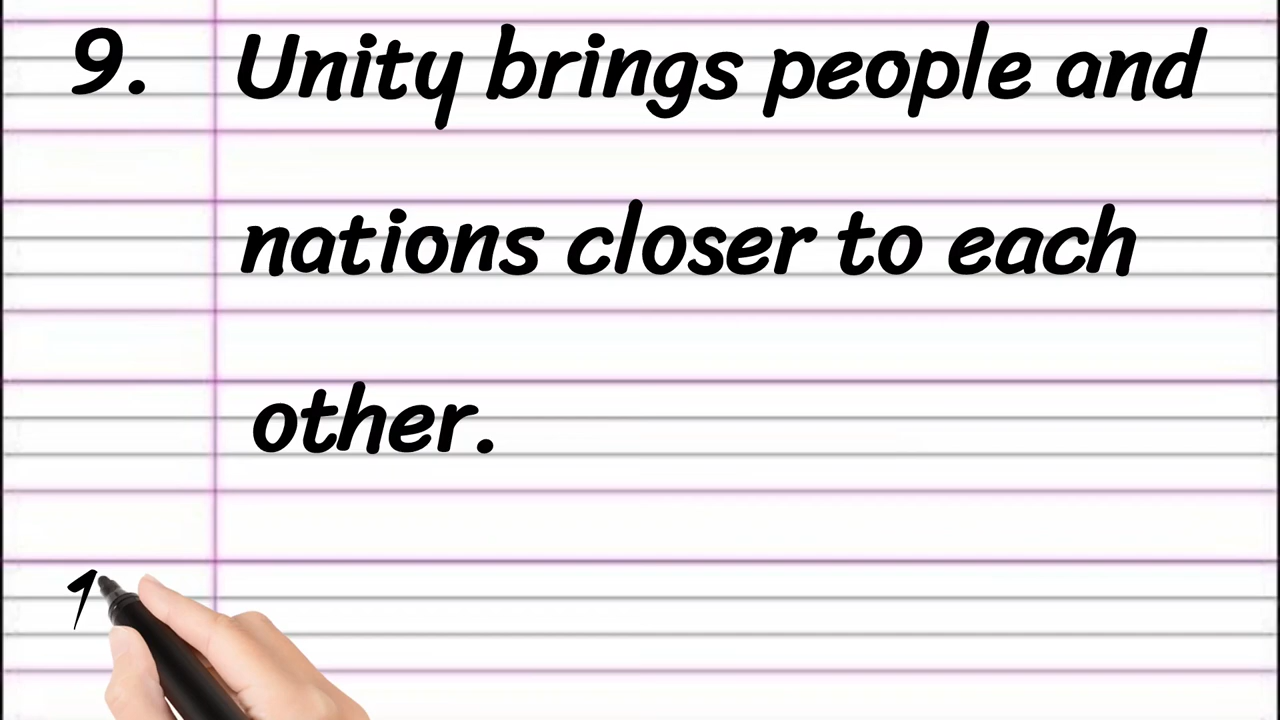 9. Unity brings people and
nations closer to each
other.
1